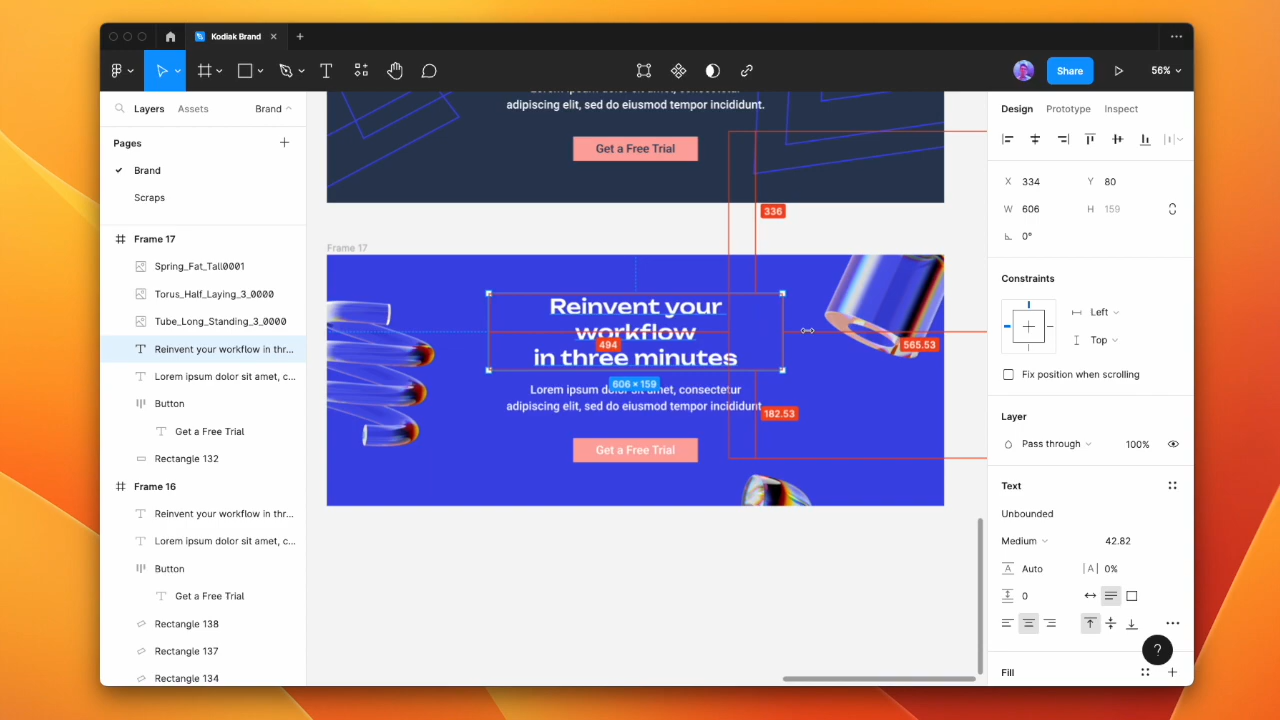 Kodiak Brand
56%
Share
Layers
Assets
Brand
Pages
Brand
Scraps
Frame 17
Spring_Fat_Tall0001
Torus_Half_Laying_3_0000
Tube_Long_Standing_3_0000
Reinvent your workflow in thr...
Lorem ipsum dolor sit amet, c...
Button
Get a Free Trial
Rectangle 132
Frame 16
Reinvent your workflow in thr...
Lorem ipsum dolor sit amet, c...
Button
Get a Free Trial
Rectangle 138
Rectangle 137
Rectangle 134
adipiscing elit, sed do eiusmod tempor incididunt.
Get a Free Trial
336
Frame 17
Reinvent your
workflow
in three minutes
494
565.53
606 × 159
182.53
Lorem ipsum dolor sit amet, consectetur
adipiscing elit, sed do eiusmod tempor incididunt
Get a Free Trial
Design
Prototype
Inspect
X 334
Y 80
W 606
H 159
0°
Constraints
Left
Top
Fix position when scrolling
Layer
Pass through
100%
Text
Unbounded
Medium
42.82
Auto
|A| 0%
0
?
Fill